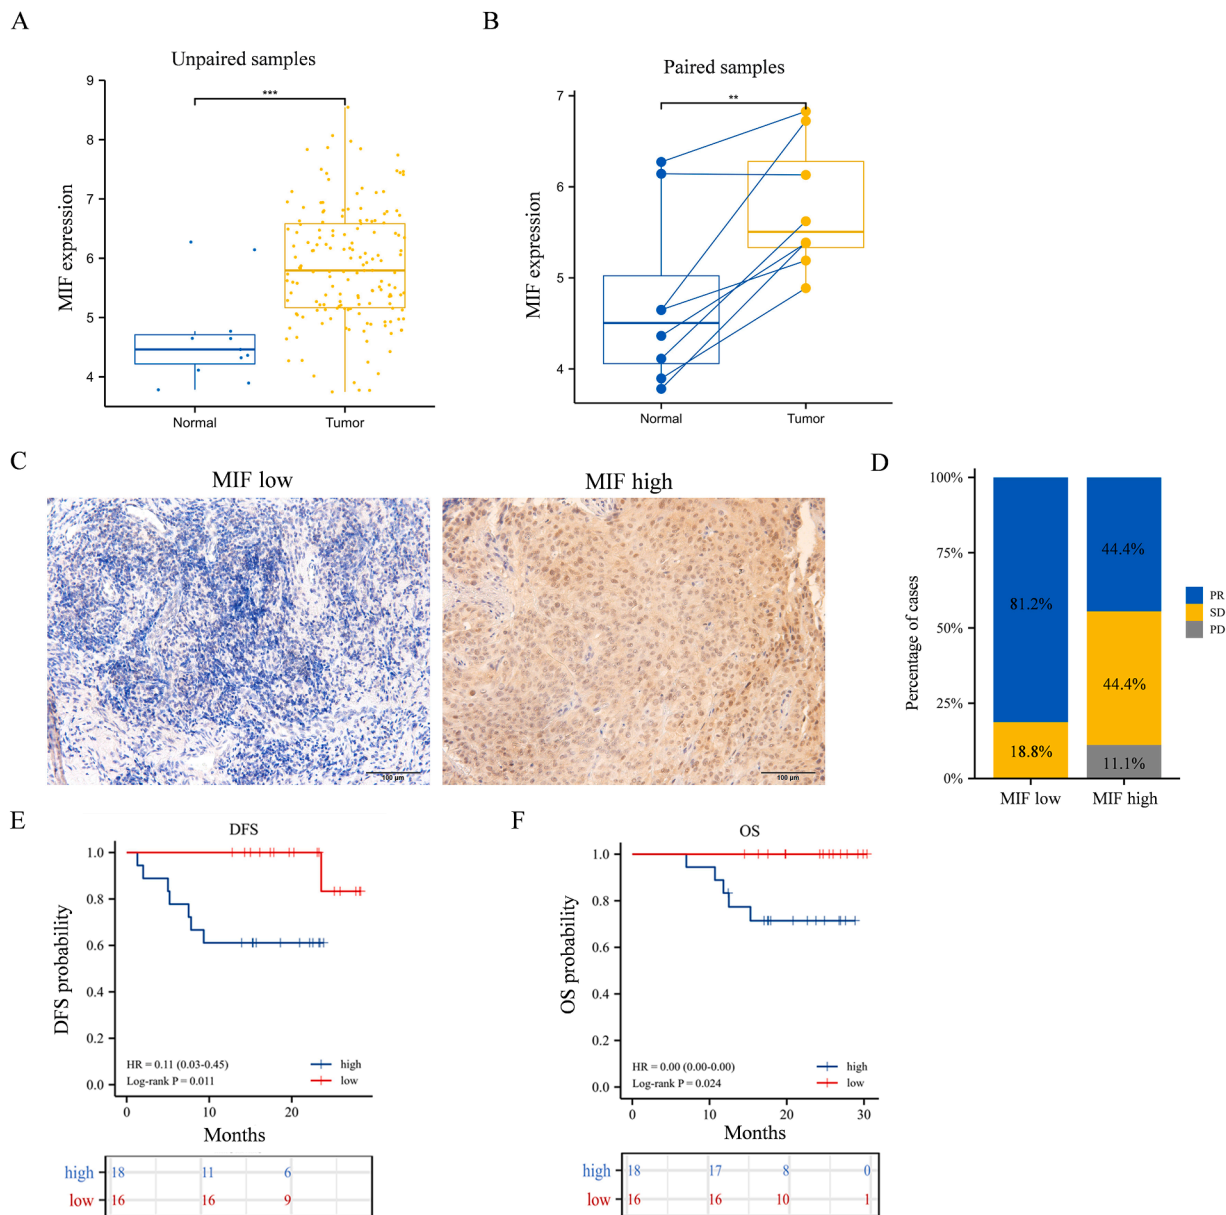 A
B
Unpaired samples
Paired samples
MIF expression
9
8
7
6
5
4
***
Normal
Tumor
MIF expression
7
6
5
4
**
Normal
Tumor
C
MIF low
MIF high
100 μm
100 μm
D
Percentage of cases
100%
75%
50%
25%
0%
81.2%
18.8%
44.4%
44.4%
11.1%
MIF low
MIF high
PR
SD
PD
E
DFS
DFS probability
1.0
0.8
0.6
0.4
0.2
0.0
HR = 0.11 (0.03-0.45)
Log-rank P = 0.011
high
low
0 10 20
Months
high 18 11 6
low 16 16 9
F
OS
OS probability
1.0
0.8
0.6
0.4
0.2
0.0
HR = 0.00 (0.00-0.00)
Log-rank P = 0.024
high
low
0 10 20 30
Months
high 18 17 8 0
low 16 16 10 1